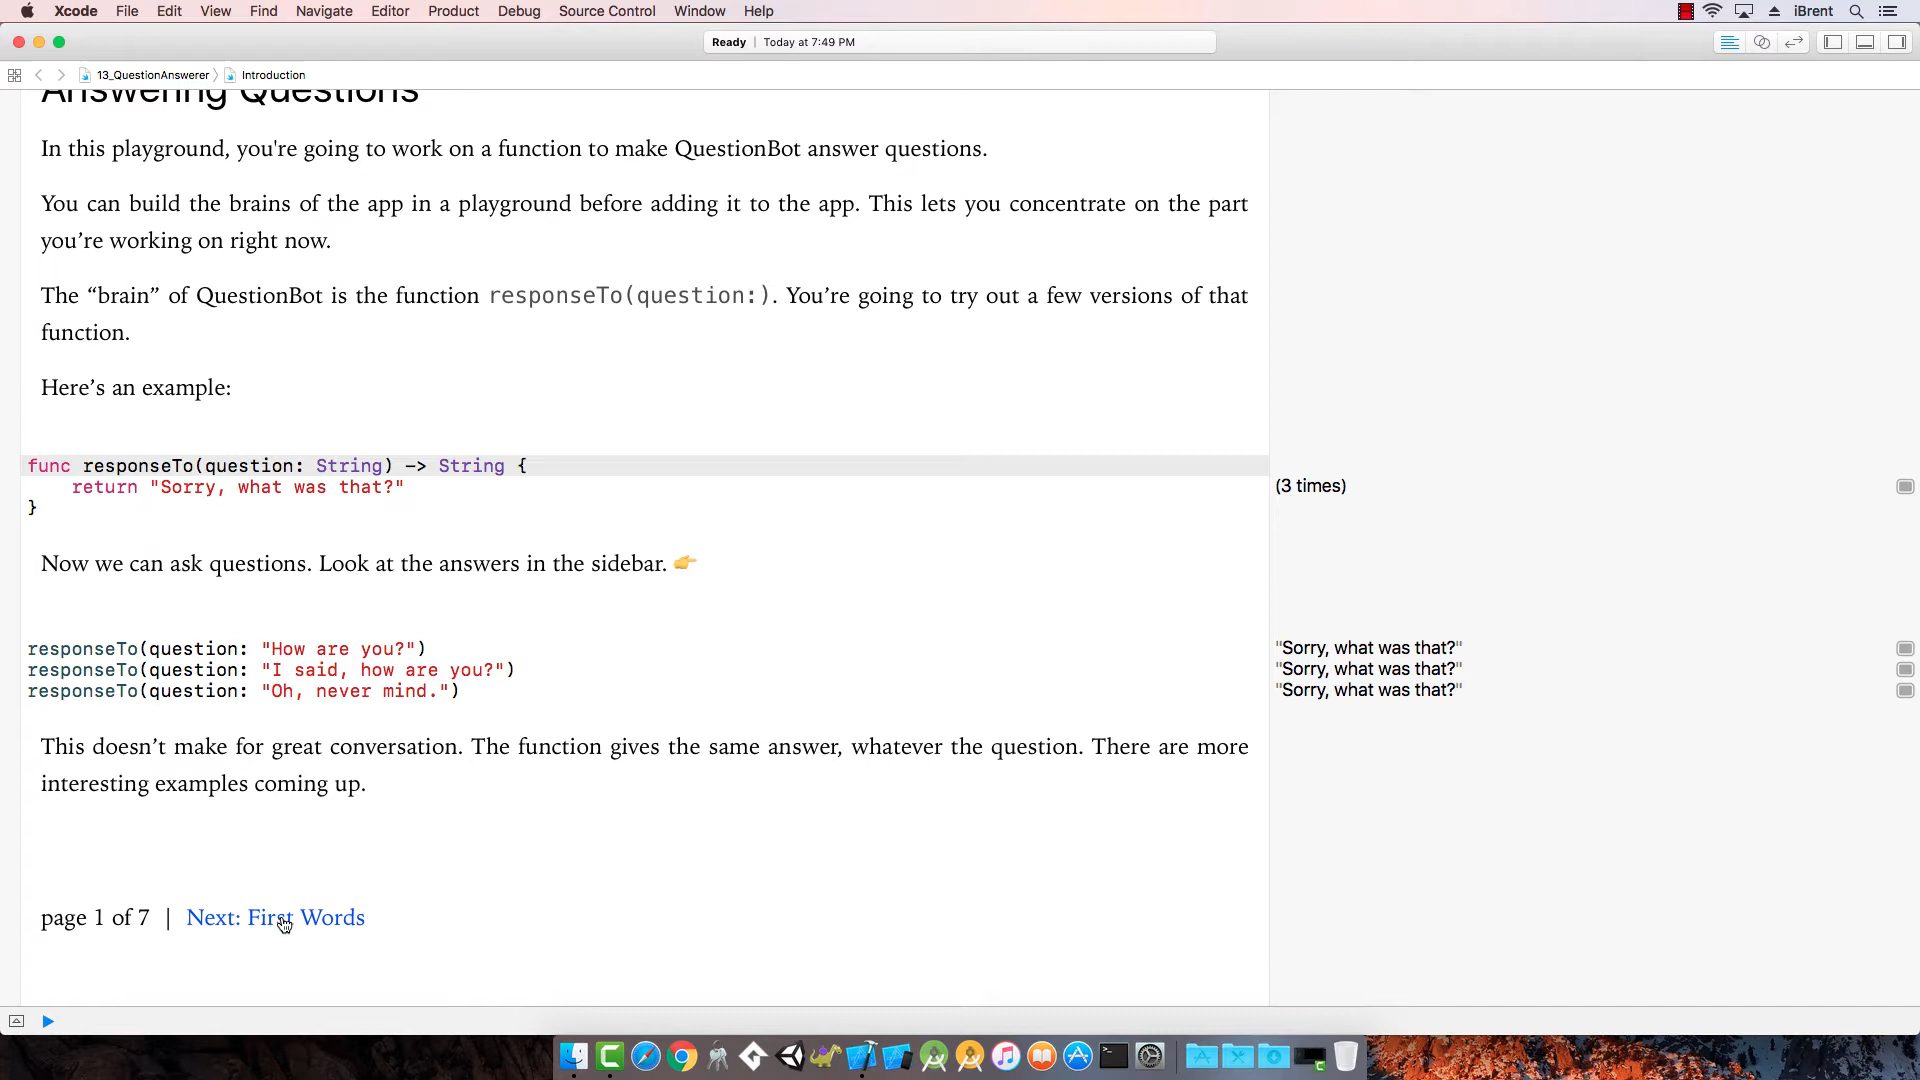 Xcode File Edit View Find Navigate Editor Product Debug Source Control Window Help iBrent
Ready | Today at 7:49 PM
13_QuestionAnswerer Introduction
Answering Questions
In this playground, you're going to work on a function to make QuestionBot answer questions.
You can build the brains of the app in a playground before adding it to the app. This lets you concentrate on the part
you’re working on right now.
The “brain” of QuestionBot is the function responseTo(question:). You’re going to try out a few versions of that
function.
Here’s an example:
func responseTo(question: String) -> String {
return "Sorry, what was that?"
(3 times)
}
Now we can ask questions. Look at the answers in the sidebar. 👉
responseTo(question: "How are you?")
"Sorry, what was that?"
responseTo(question: "I said, how are you?")
"Sorry, what was that?"
responseTo(question: "Oh, never mind.")
"Sorry, what was that?"
This doesn’t make for great conversation. The function gives the same answer, whatever the question. There are more
interesting examples coming up.
page 1 of 7 | Next: First Words